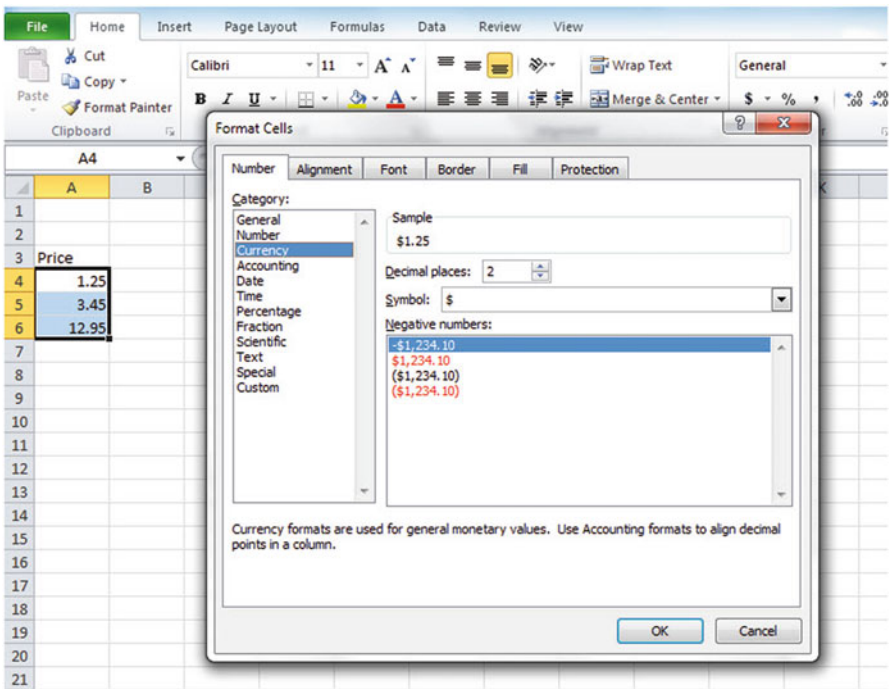 File Home Insert Page Layout Formulas Data Review View
Paste
Cut
Copy
Format Painter
Clipboard
Calibri 11 A A
B I U A
Wrap Text
Merge & Center
General
$ % ,
A4
Format Cells
Number Alignment Font Border Fill Protection
Category:
General
Number
Currency
Accounting
Date
Time
Percentage
Fraction
Scientific
Text
Special
Custom
Sample
$1.25
Decimal places: 2
Symbol: $
Negative numbers:
-$1,234.10
$1,234.10
($1,234.10)
($1,234.10)
Currency formats are used for general monetary values. Use Accounting formats to align decimal
points in a column.
OK Cancel
A B K
1
2
3 Price
4 1.25
5 3.45
6 12.95
7
8
9
10
11
12
13
14
15
16
17
18
19
20
21